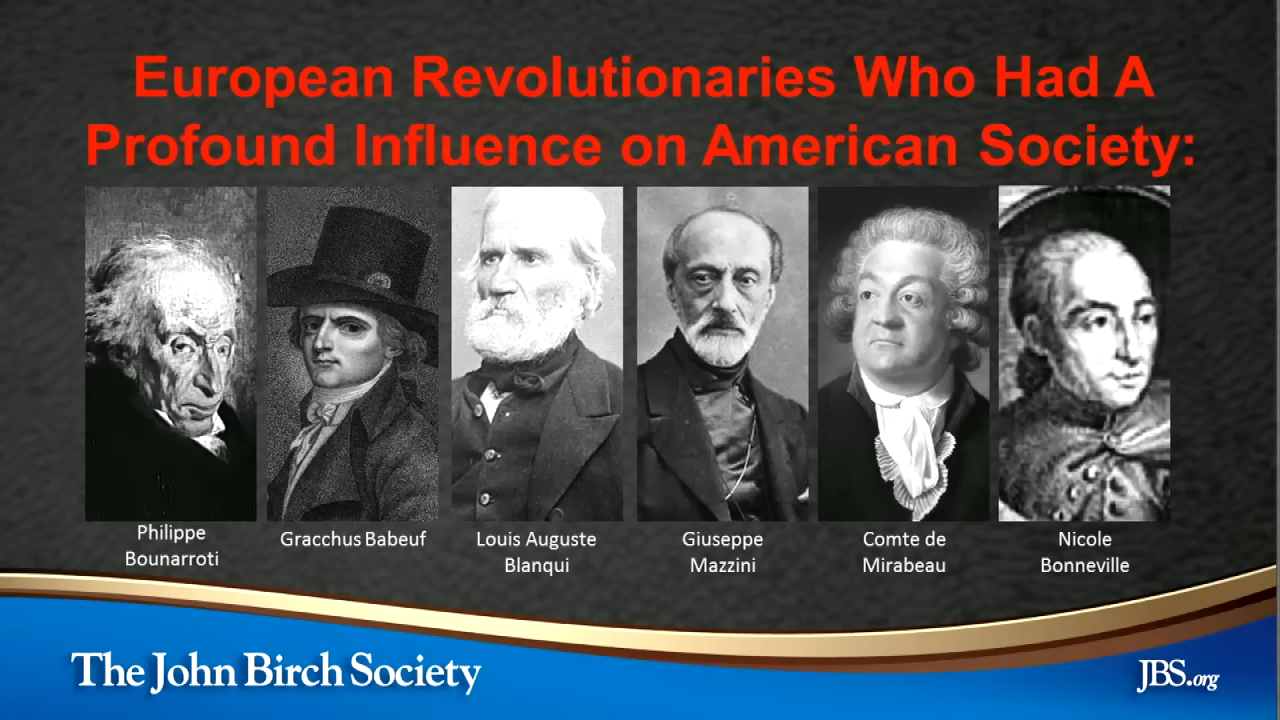 European Revolutionaries Who Had A
Profound Influence on American Society:
Philippe
Bounarroti
Gracchus Babeuf
Louis Auguste
Blanqui
Giuseppe
Mazzini
Comte de
Mirabeau
Nicole
Bonneville
The John Birch Society
JBS.org